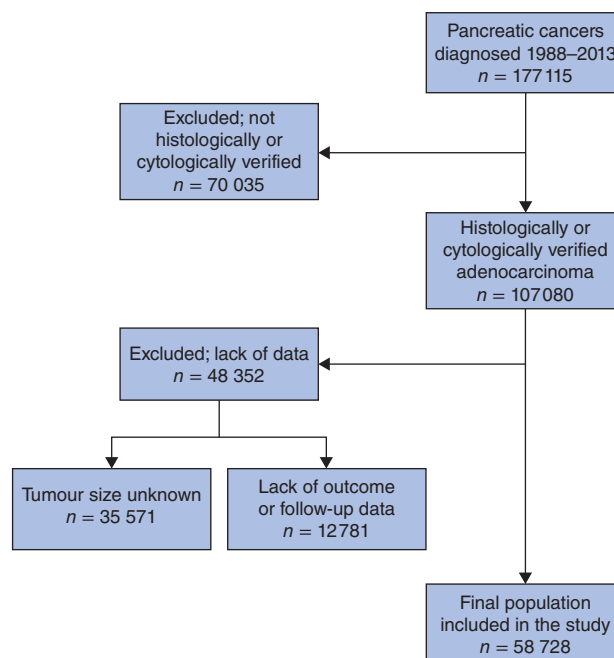 Pancreatic cancers
diagnosed 1988–2013
n = 177 115
Excluded; not
histologically or
cytologically verified
n = 70 035
Histologically or
cytologically verified
adenocarcinoma
n = 107 080
Excluded; lack of data
n = 48 352
Tumour size unknown
n = 35 571
Lack of outcome
or follow-up data
n = 12 781
Final population
included in the study
n = 58 728